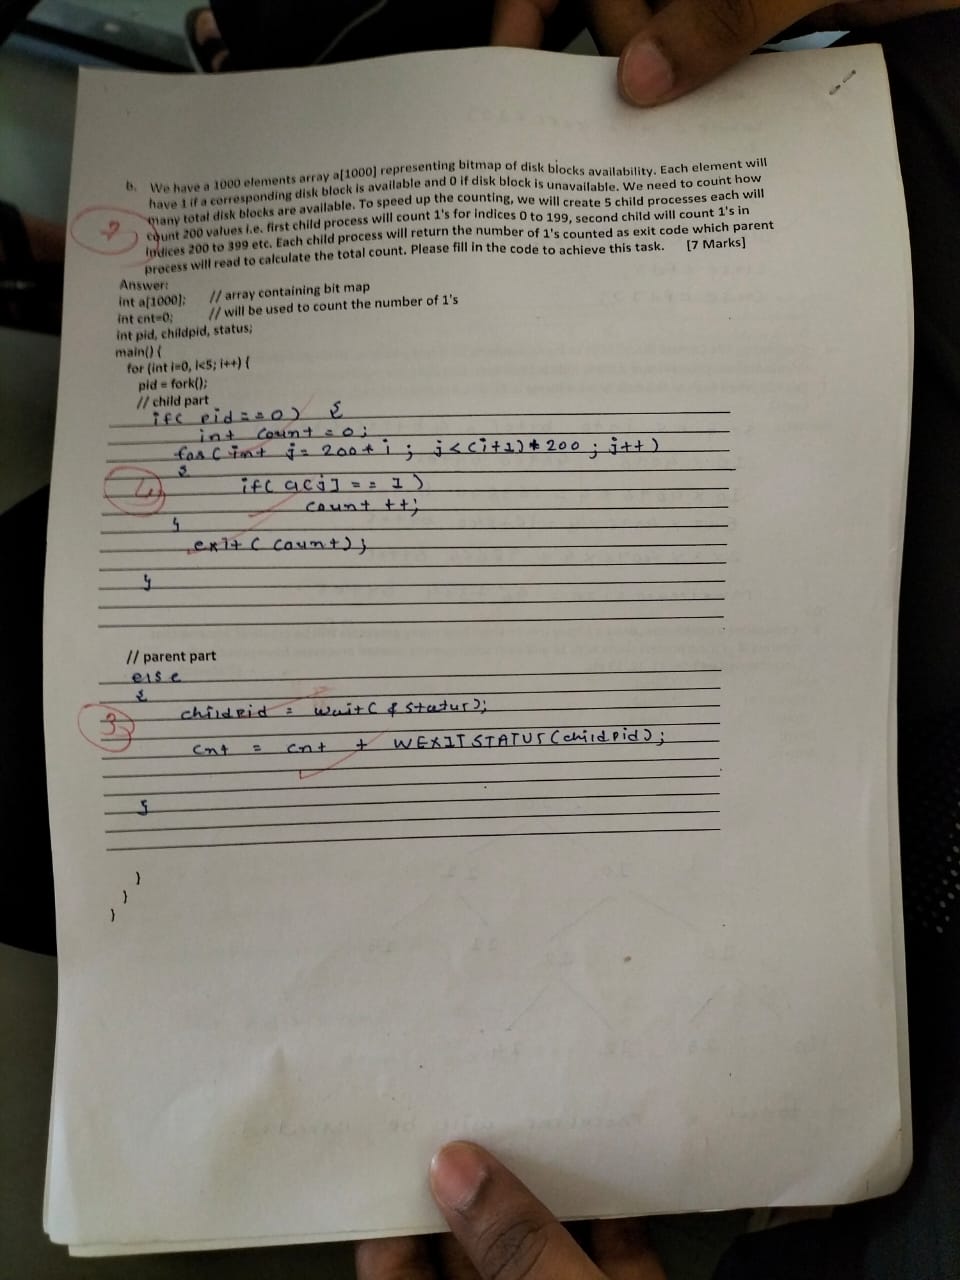 b. We have a 1000 elements array a[1000] representing bitmap of disk blocks availability. Each element will
have 1 if a corresponding disk block is available and 0 if disk block is unavailable. We need to count how
many total disk blocks are available. To speed up the counting, we will create 5 child processes each will
count 200 values i.e. first child process will count 1's for indices 0 to 199, second child will count 1's in
indices 200 to 399 etc. Each child process will return the number of 1's counted as exit code which parent
process will read to calculate the total count. Please fill in the code to achieve this task. [7 Marks]
7
Answer:
int a[1000]; // array containing bit map
int cnt=0; // will be used to count the number of 1's
int pid, childpid, status;
main() {
for (int i=0, i<5; i++) {
pid = fork();
// child part
if( pid==0) {
int count = 0;
for (int j= 200*i ; j<(i+1)*200 ; j++)
{
4
if( a[j] == 1 )
count ++;
}
exit ( count );
}
// parent part
else
{
3
childpid = wait( & status);
cnt = cnt + WEXITSTATUS(childpid);
}
}
}
}